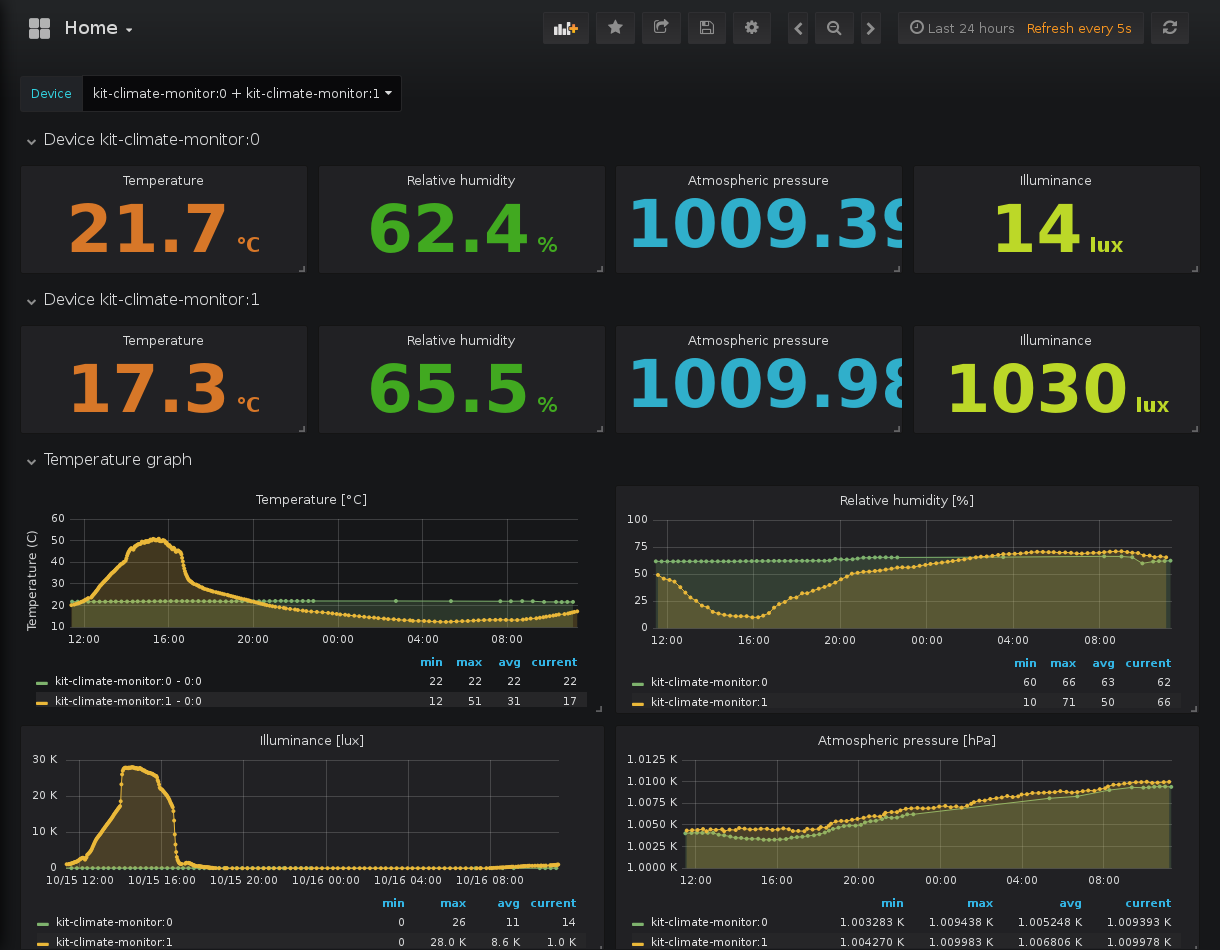 Home
Last 24 hours Refresh every 5s
Device kit-climate-monitor:0 + kit-climate-monitor:1
Device kit-climate-monitor:0
Temperature Relative humidity Atmospheric pressure Illuminance
21.7 °C 62.4 % 1009.39 14 lux
Device kit-climate-monitor:1
Temperature Relative humidity Atmospheric pressure Illuminance
17.3 °C 65.5 % 1009.98 1030 lux
Temperature graph
Temperature [°C]
Temperature (C)
60
50
40
30
20
10
12:00 16:00 20:00 00:00 04:00 08:00
min max avg current
kit-climate-monitor:0 - 0:0 22 22 22 22
kit-climate-monitor:1 - 0:0 12 51 31 17
Relative humidity [%]
100
75
50
25
0
12:00 16:00 20:00 00:00 04:00 08:00
min max avg current
kit-climate-monitor:0 60 66 63 62
kit-climate-monitor:1 10 71 50 66
Illuminance [lux]
30 K
20 K
10 K
0
10/15 12:00 10/15 16:00 10/15 20:00 10/16 00:00 10/16 04:00 10/16 08:00
min max avg current
kit-climate-monitor:0 0 26 11 14
kit-climate-monitor:1 0 28.0 K 8.6 K 1.0 K
Atmospheric pressure [hPa]
1.0125 K
1.0100 K
1.0075 K
1.0050 K
1.0025 K
1.0000 K
12:00 16:00 20:00 00:00 04:00 08:00
min max avg current
kit-climate-monitor:0 1.003283 K 1.009438 K 1.005248 K 1.009393 K
kit-climate-monitor:1 1.004270 K 1.009983 K 1.006806 K 1.009978 K